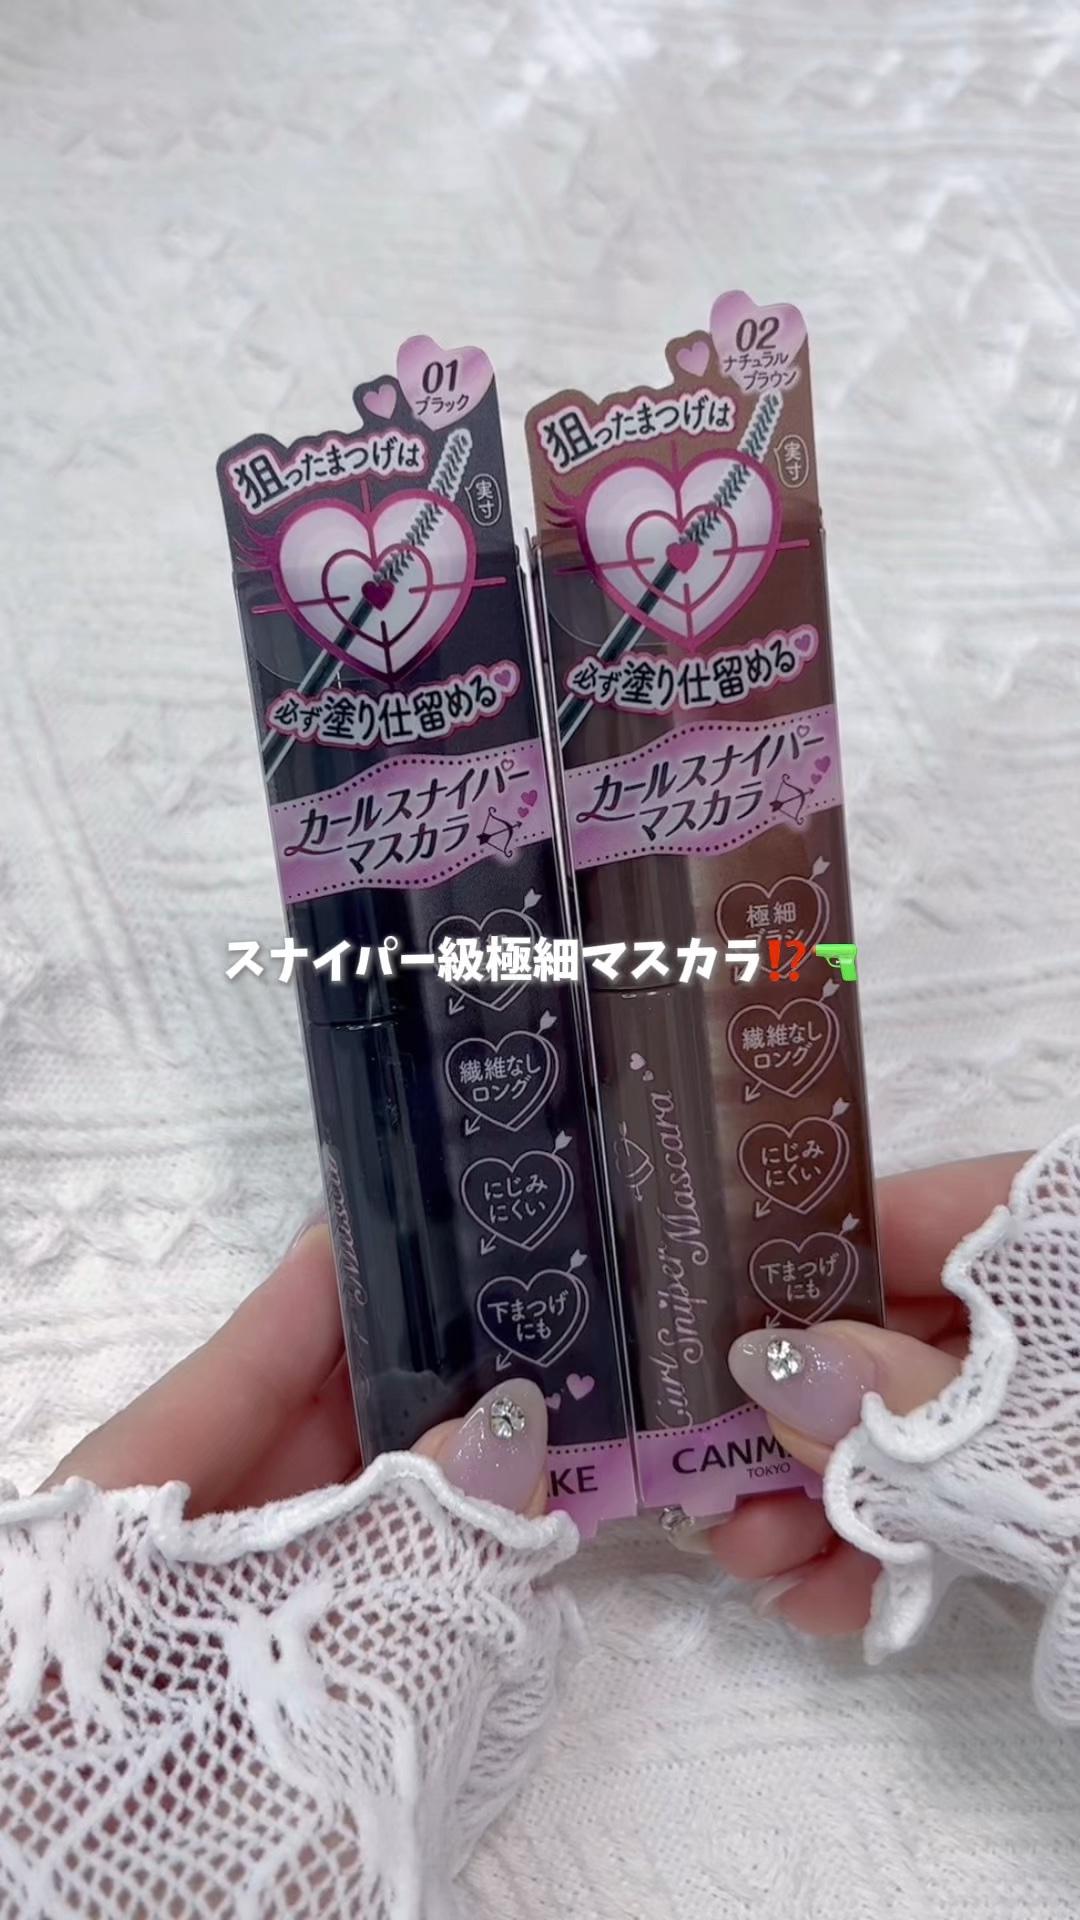 01
ブラック
狙ったまつげは
実寸
必ず塗り仕留める
カールスナイパー
マスカラ
繊維なし
ロング
にじみ
にくい
下まつげ
にも
02
ナチュラル
ブラウン
狙ったまつげは
実寸
必ず塗り仕留める
カールスナイパー
マスカラ
極細
ブラシ
繊維なし
ロング
にじみ
にくい
下まつげ
にも
Curl Sniper
Mascara
CANM
TOKYO
KE
スナイパー級極細マスカラ⁉️🔫